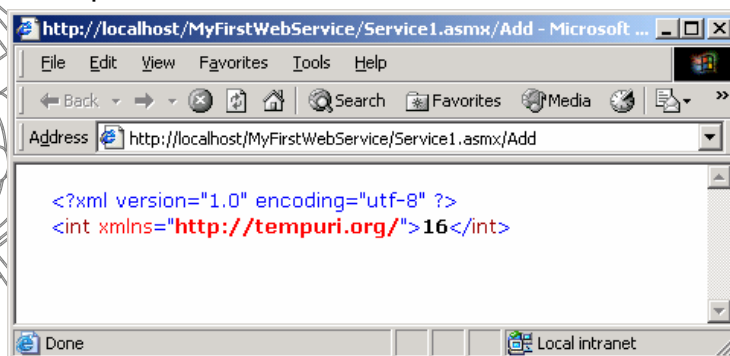 http://localhost/MyFirstWebService/Service1.asmx/Add - Microsoft ...
File Edit View Favorites Tools Help
Back Search Favorites Media »
Address http://localhost/MyFirstWebService/Service1.asmx/Add
<?xml version="1.0" encoding="utf-8" ?>
<int xmlns="http://tempuri.org/">16</int>
Done Local intranet